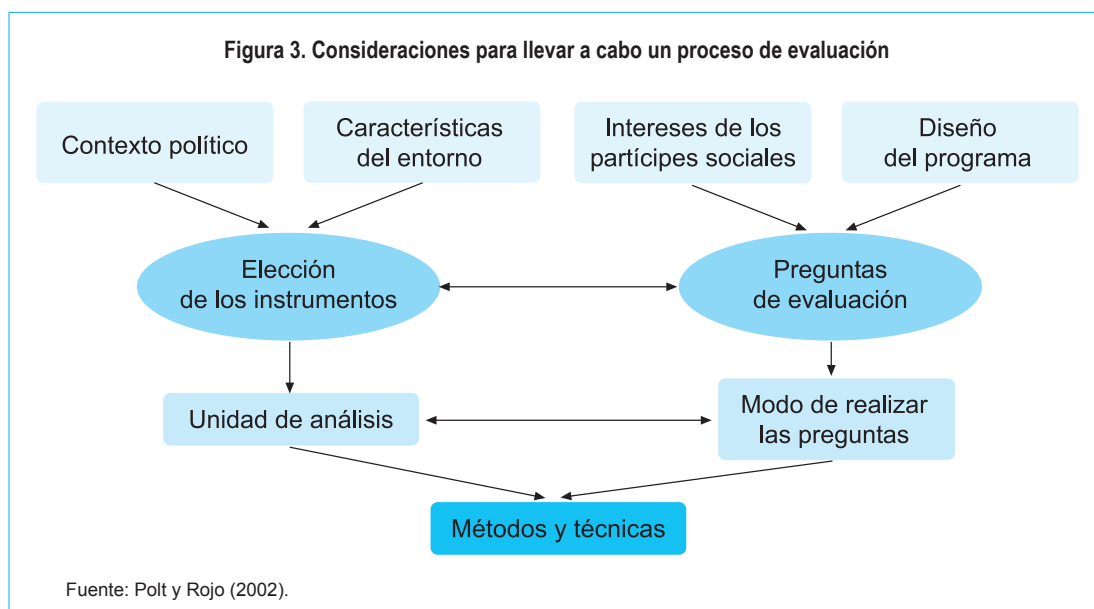 Figura 3. Consideraciones para llevar a cabo un proceso de evaluación
Contexto político
Características
del entorno
Intereses de los
partícipes sociales
Diseño
del programa
Elección
de los instrumentos
Preguntas
de evaluación
Unidad de análisis
Modo de realizar
las preguntas
Métodos y técnicas
Fuente: Polt y Rojo (2002).